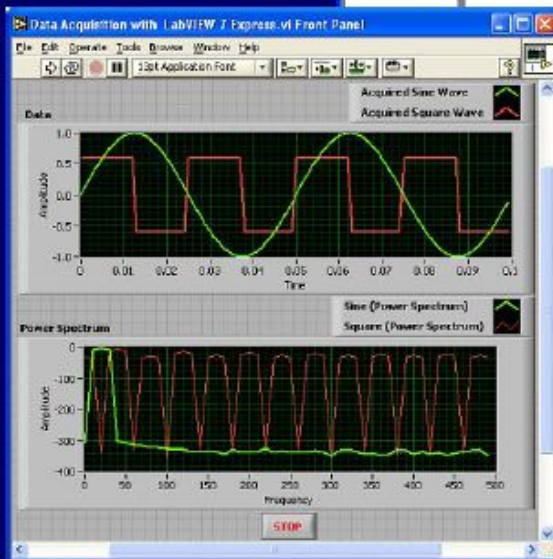 Data Acquisition with LabVIEW 7 Express.vi Front Panel
File Edit Operate Tools Browse Window Help
13pt Application Font
Acquired Sine Wave
Acquired Square Wave
Data
1.0
0.5
0.0
-0.5
-1.0
Amplitude
0 0.01 0.02 0.03 0.04 0.05 0.06 0.07 0.08 0.09 0.1
Time
Sine (Power Spectrum)
Square (Power Spectrum)
Power Spectrum
0
-100
-200
-300
-400
Amplitude
0 50 100 150 200 250 300 350 400 450 500
Frequency
STOP